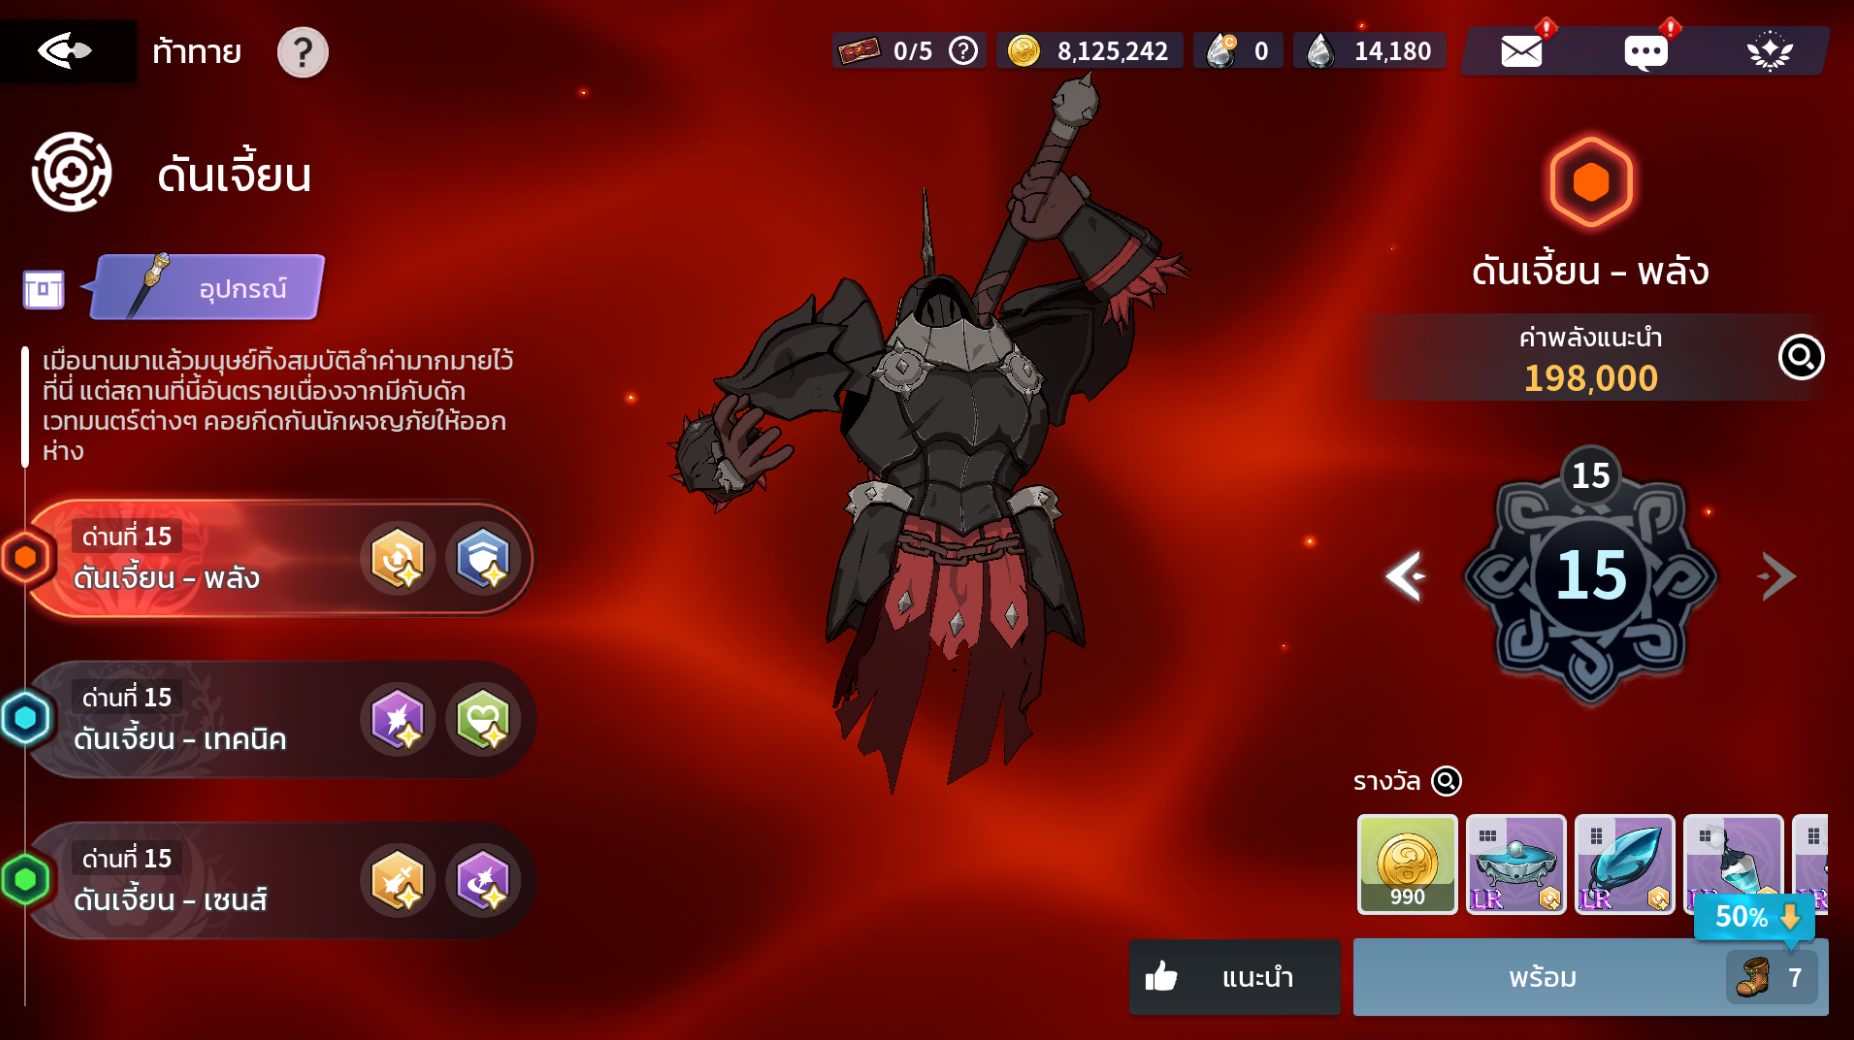 ท้าทาย
?
0/5
?
8,125,242
C
0
14,180
ดันเจี้ยน
อุปกรณ์
เมื่อนานมาแล้วมนุษย์ทิ้งสมบัติล้ำค่ามากมายไว้
ที่นี่ แต่สถานที่นี้อันตรายเนื่องจากมีกับดัก
เวทมนตร์ต่างๆ คอยกีดกันนักผจญภัยให้ออก
ห่าง
ด่านที่ 15
ดันเจี้ยน - พลัง
ด่านที่ 15
ดันเจี้ยน - เทคนิค
ด่านที่ 15
ดันเจี้ยน - เซนส์
ดันเจี้ยน - พลัง
ค่าพลังแนะนำ
198,000
15
15
รางวัล
990
LR
LR
50%
แนะนำ
พร้อม
7